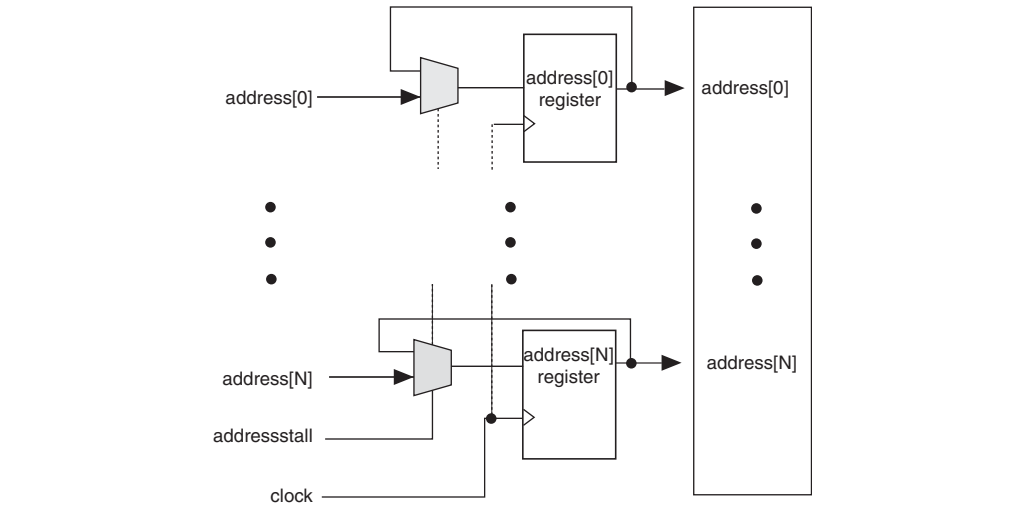 address[0]
register
address[0]
address[0]
address[N]
register
address[N]
address[N]
addressstall
clock